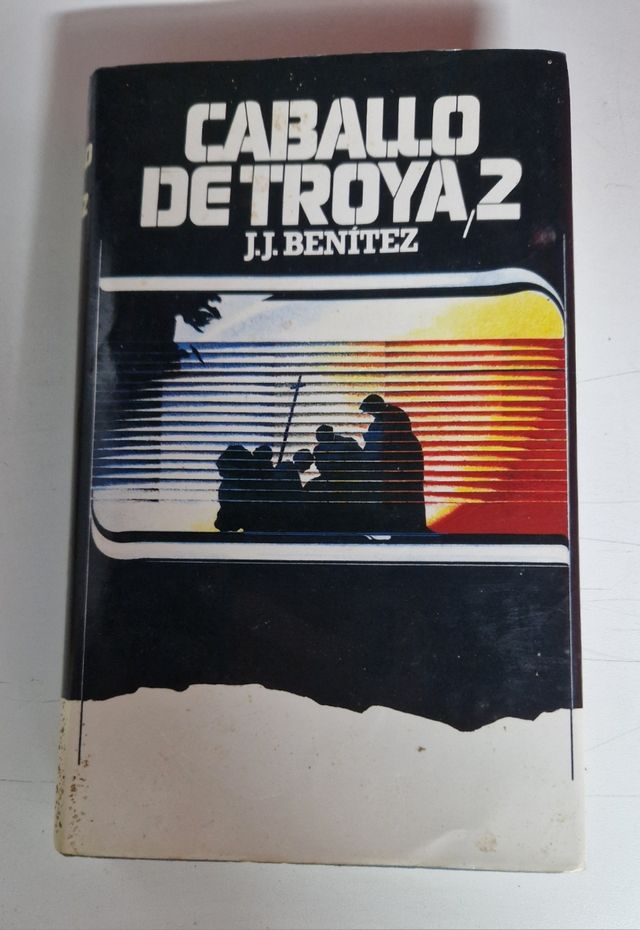 CABALLO
DE TROYA, 2
J.J. BENÍTEZ